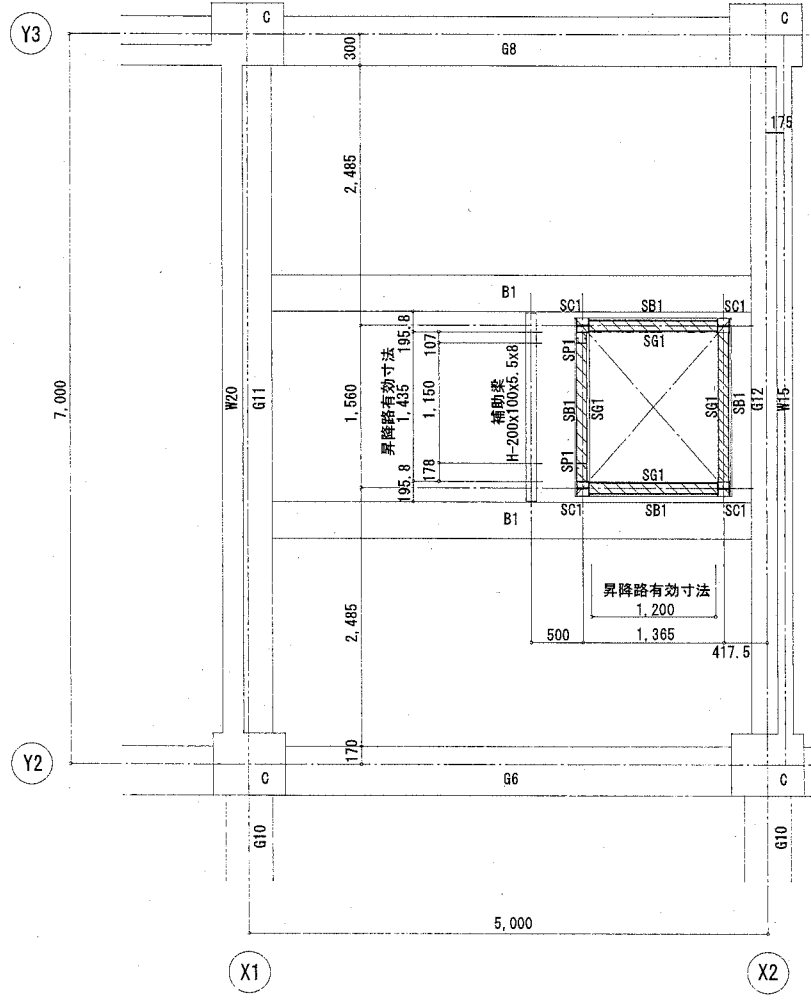 Y3
C
C
300
G8
175
2,485
B1
SC1
SB1
SC1
195.8
107
SG1
SP1
7,000
W20
G11
1,560
昇降路有効寸法
1,435
1,150
補助梁
H-200x100x5.5x8
SB1
SG1
SG1
SB1
G12
W15
SP1
195.8
178
SG1
B1
SC1
SB1
SC1
昇降路有効寸法
1,200
2,485
500
1,365
417.5
170
Y2
C
G6
C
G10
G10
5,000
X1
X2